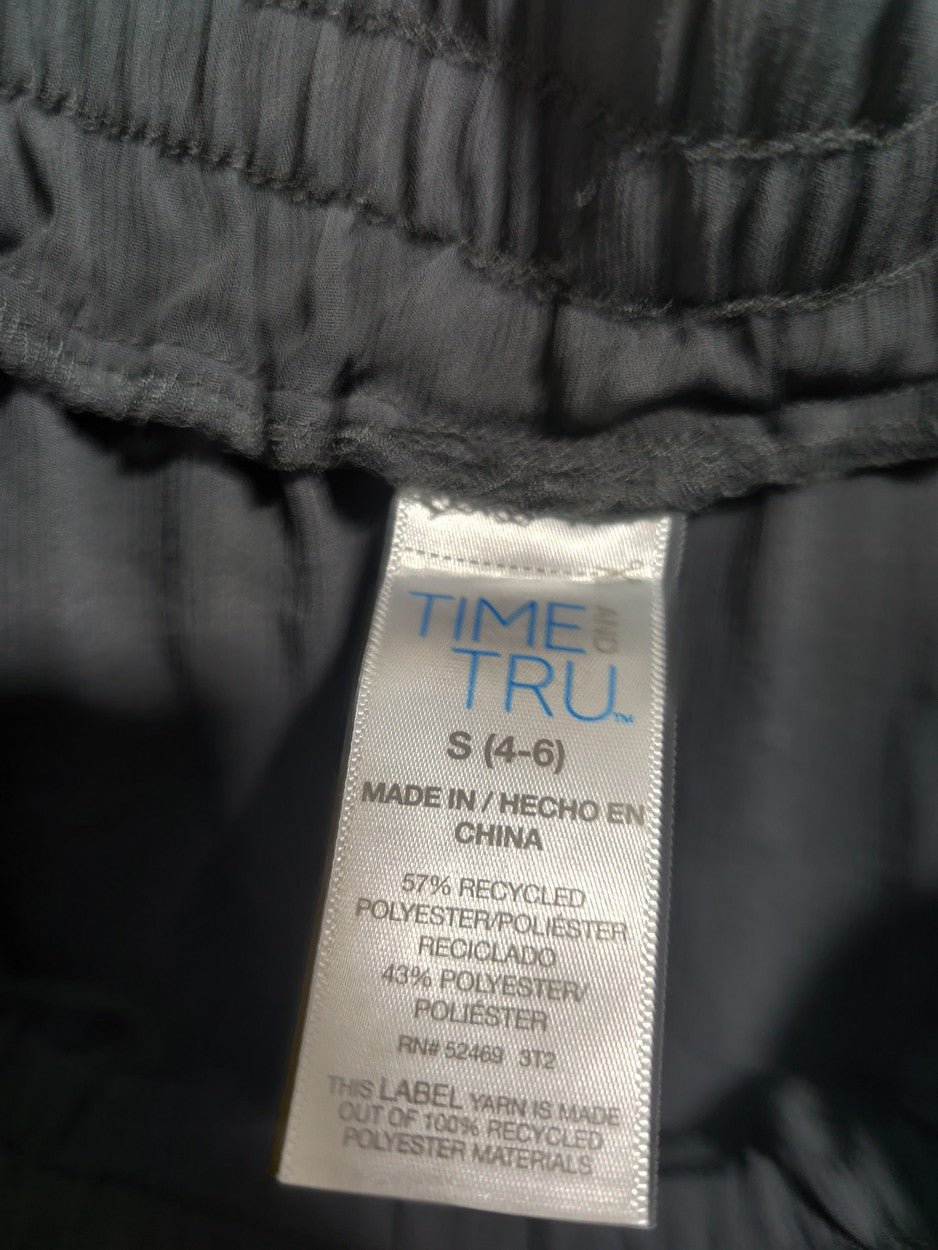 TIME AND
TRU™
S (4-6)
MADE IN / HECHO EN
CHINA
57% RECYCLED
POLYESTER/POLIÉSTER
RECICLADO
43% POLYESTER/
POLIÉSTER
RN# 52469 3T2
THIS LABEL YARN IS MADE
OUT OF 100% RECYCLED
POLYESTER MATERIALS